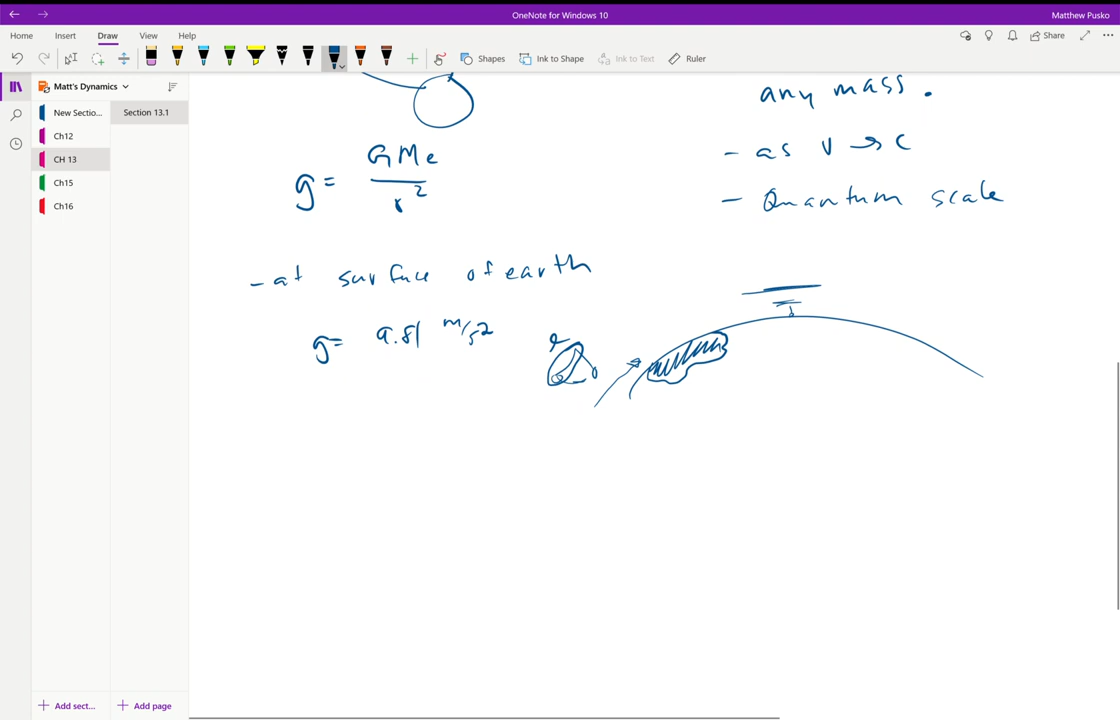 OneNote for Windows 10
Matthew Pusko
Home Insert Draw View Help
Share
Shapes Ink to Shape Ink to Text Ruler
Matt's Dynamics
New Sectio...
Section 13.1
Ch12
CH 13
Ch15
Ch16
any mass.
g = GMe
r2
- as v → c
- Quantum scale
- at surface of earth
g = 9.81 m/s2
Add sect...
Add page